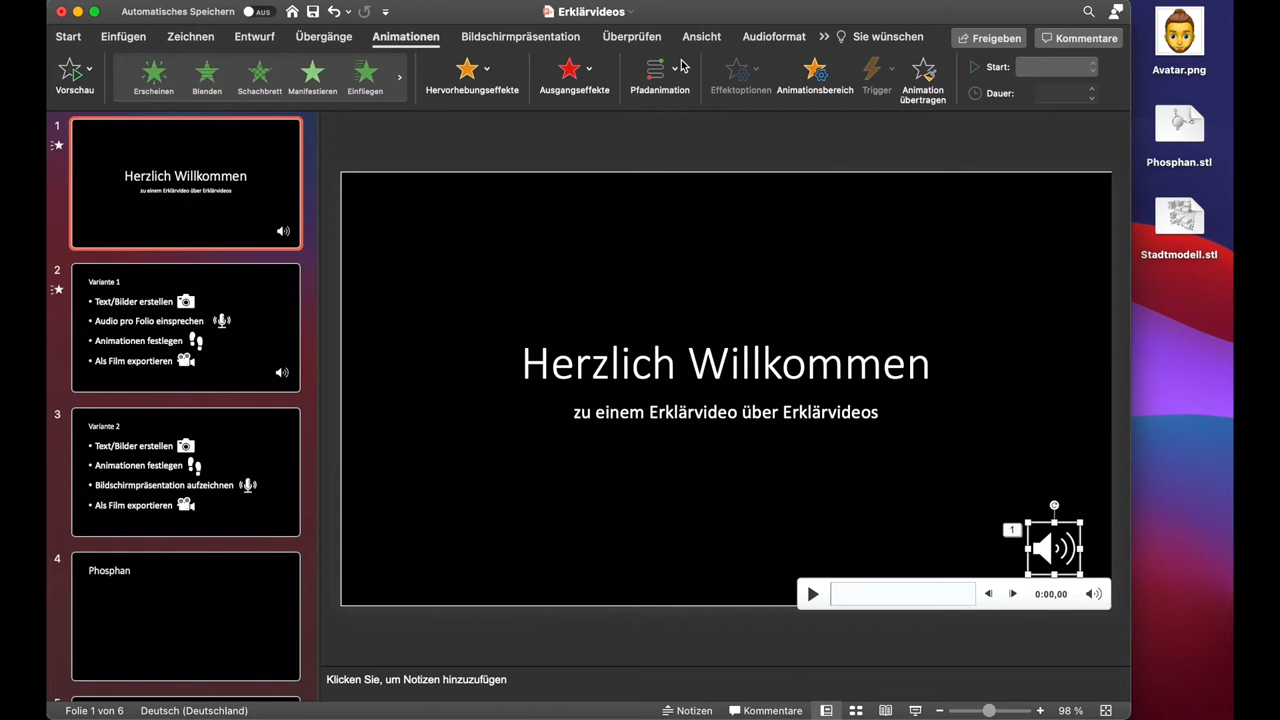 Automatisches Speichern AUS
Erklärvideos
Start Einfügen Zeichnen Entwurf Übergänge Animationen Bildschirmpräsentation Überprüfen Ansicht Audioformat Sie wünschen Freigeben Kommentare
Vorschau
Erscheinen
Blenden
Schachbrett
Manifestieren
Einfliegen
Hervorhebungseffekte
Ausgangseffekte
Pfadanimation
Effektoptionen
Animationsbereich
Trigger
Animation
übertragen
Start:
Dauer:
Avatar.png
Phosphan.stl
Stadtmodell.stl
1
Herzlich Willkommen
zu einem Erklärvideo über Erklärvideos
2
Variante 1
• Text/Bilder erstellen
• Audio pro Folio einsprechen
• Animationen festlegen
• Als Film exportieren
3
Variante 2
• Text/Bilder erstellen
• Animationen festlegen
• Bildschirmpräsentation aufzeichnen
• Als Film exportieren
4
Phosphan
Herzlich Willkommen
zu einem Erklärvideo über Erklärvideos
1
0:00,00
Klicken Sie, um Notizen hinzuzufügen
Folie 1 von 6 Deutsch (Deutschland) Notizen Kommentare 98 %